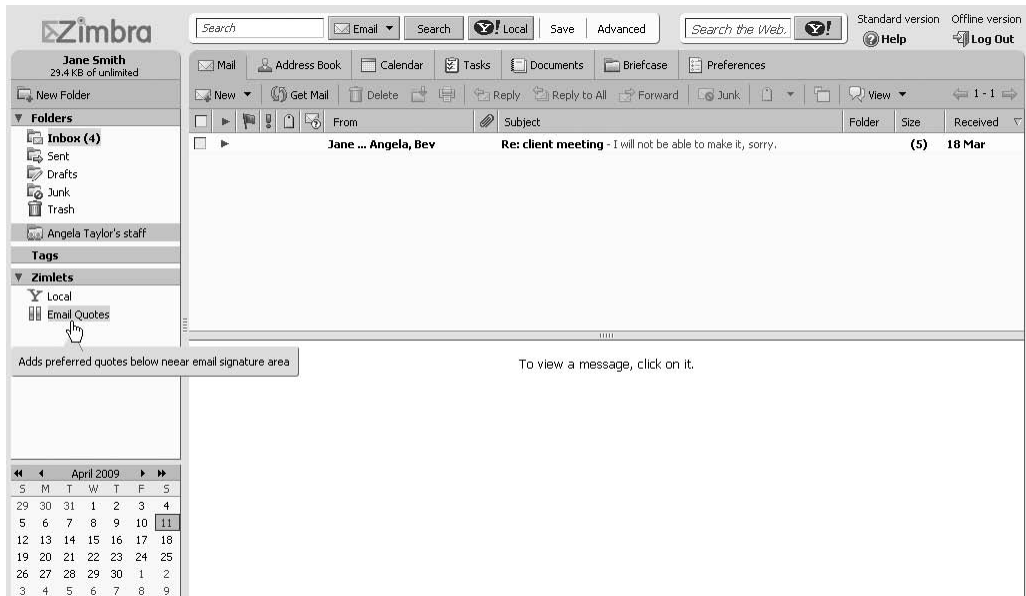 Zimbra
Search Email Search Y! Local Save Advanced Search the Web. Y! Standard version Offline version
Help Log Out
Jane Smith
29.4 KB of unlimited
Mail Address Book Calendar Tasks Documents Briefcase Preferences
New Folder
New Get Mail Delete Reply Reply to All Forward Junk View 1 - 1
Folders
From Subject Folder Size Received
Inbox (4)
Jane ... Angela, Bev Re: client meeting - I will not be able to make it, sorry. (5) 18 Mar
Sent
Drafts
Junk
Trash
Angela Taylor's staff
Tags
Zimlets
Y Local
Email Quotes
Adds preferred quotes below neear email signature area
To view a message, click on it.
April 2009
S M T W T F S
29 30 31 1 2 3 4
5 6 7 8 9 10 11
12 13 14 15 16 17 18
19 20 21 22 23 24 25
26 27 28 29 30 1 2
3 4 5 6 7 8 9